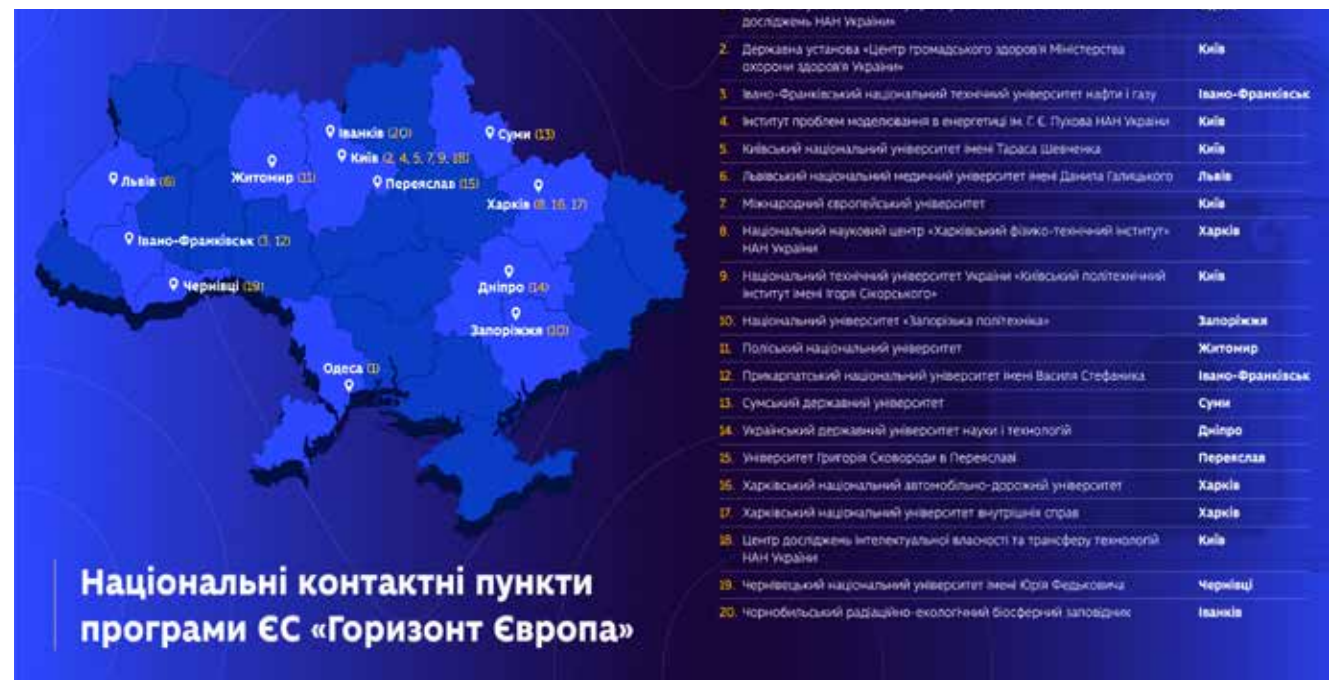 досліджень НАН України»
2. Державна установа «Центр громадського здоров'я Міністерства
охорони здоров'я України» Київ
3. Івано-Франківський національний технічний університет нафти і газу Івано-Франківськ
4. Інститут проблем моделювання в енергетиці ім. Г. Є. Пухова НАН України Київ
5. Київський національний університет імені Тараса Шевченка Київ
6. Львівський національний медичний університет імені Данила Галицького Львів
7. Міжнародний європейський університет Київ
8. Національний науковий центр «Харківський фізико-технічний інститут»
НАН України Харків
9. Національний технічний університет України «Київський політехнічний
інститут імені Ігоря Сікорського» Київ
10. Національний університет «Запорізька політехніка» Запоріжжя
11. Поліський національний університет Житомир
12. Прикарпатський національний університет імені Василя Стефаника Івано-Франківськ
13. Сумський державний університет Суми
14. Український державний університет науки і технологій Дніпро
15. Університет Григорія Сковороди в Переяславі Переяслав
16. Харківський національний автомобільно-дорожній університет Харків
17. Харківський національний університет внутрішніх справ Харків
18. Центр досліджень інтелектуальної власності та трансферу технологій
НАН України Київ
19. Чернівецький національний університет імені Юрія Федьковича Чернівці
20. Чорнобильський радіаційно-екологічний біосферний заповідник Іванків
Іванків (20)
Суми (13)
Київ (2, 4, 5, 7, 9, 18)
Житомир (11)
Львів (6)
Переяслав (15)
Харків (8, 16, 17)
Івано-Франківськ (3, 12)
Чернівці (19)
Дніпро (14)
Запоріжжя (10)
Одеса (1)
Національні контактні пункти
програми ЄС «Горизонт Європа»